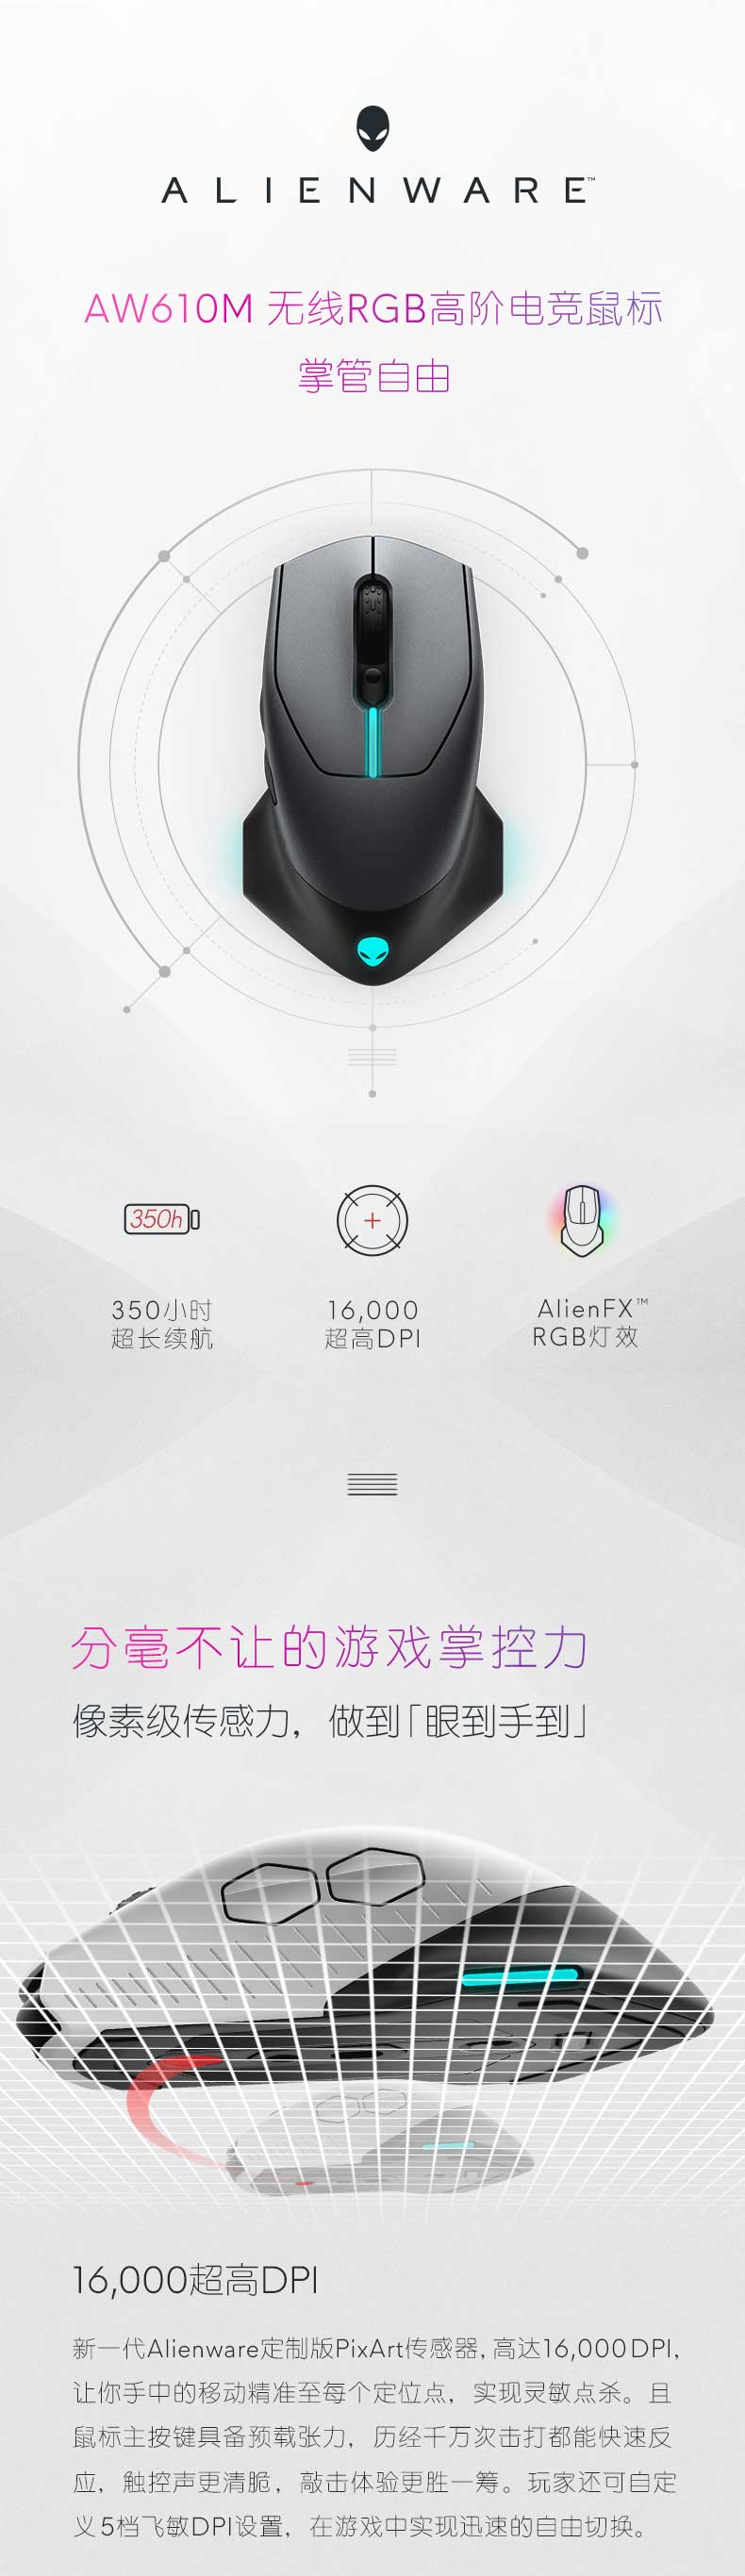 ALIENWARE™
AW610M 无线RGB高阶电竞鼠标
掌管自由
350h
350小时
超长续航
16,000
超高DPI
AlienFX™
RGB灯效
分毫不让的游戏掌控力
像素级传感力，做到「眼到手到」
16,000超高DPI
新一代Alienware定制版PixArt传感器，高达16,000 DPI，
让你手中的移动精准至每个定位点，实现灵敏点杀。且
鼠标主按键具备预载张力，历经千万次击打都能快速反
应，触控声更清脆，敲击体验更胜一筹。玩家还可自定
义5档飞敏DPI设置，在游戏中实现迅速的自由切换。